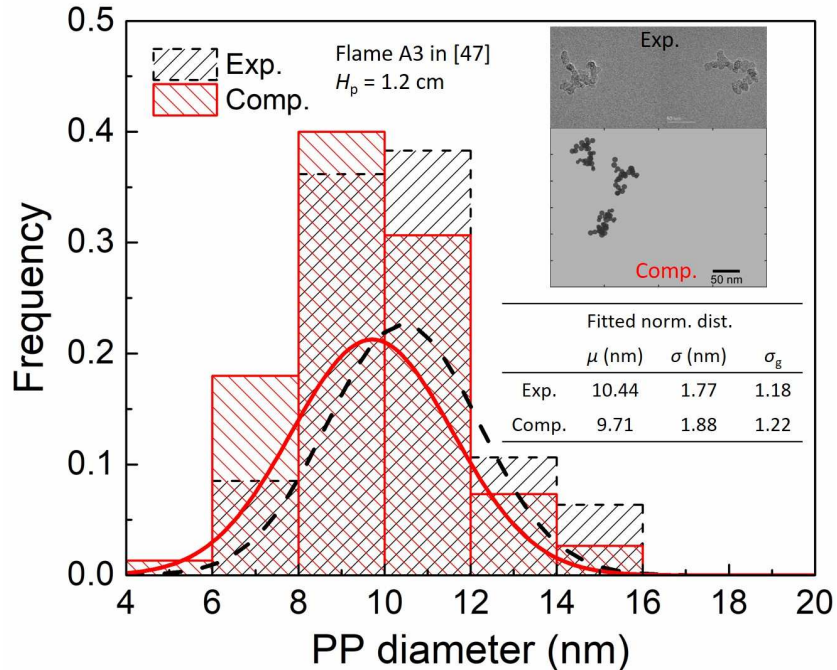 0.5
0.4
0.3
0.2
0.1
0.0
Frequency
Exp.
Comp.
Flame A3 in [47]
Hp = 1.2 cm
Exp.
Comp.
50 nm
Fitted norm. dist.
μ (nm) σ (nm) σg
Exp. 10.44 1.77 1.18
Comp. 9.71 1.88 1.22
4 6 8 10 12 14 16 18 20
PP diameter (nm)